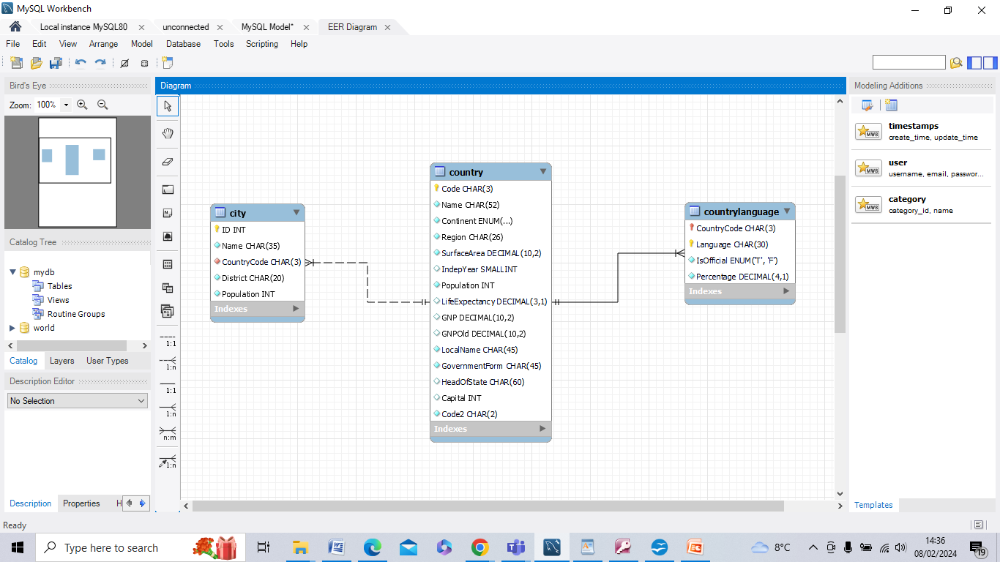 MySQL Workbench
Local instance MySQL80
unconnected
MySQL Model*
EER Diagram
File Edit View Arrange Model Database Tools Scripting Help
Bird's Eye
Zoom: 100%
Catalog Tree
mydb
Tables
Views
Routine Groups
world
Catalog Layers User Types
Description Editor
No Selection
Description Properties H
Diagram
1:1
1:n
1:1
1:n
n:m
1:n
city
ID INT
Name CHAR(35)
CountryCode CHAR(3)
District CHAR(20)
Population INT
Indexes
country
Code CHAR(3)
Name CHAR(52)
Continent ENUM(...)
Region CHAR(26)
SurfaceArea DECIMAL(10,2)
IndepYear SMALLINT
Population INT
LifeExpectancy DECIMAL(3,1)
GNP DECIMAL(10,2)
GNPOld DECIMAL(10,2)
LocalName CHAR(45)
GovernmentForm CHAR(45)
HeadOfState CHAR(60)
Capital INT
Code2 CHAR(2)
Indexes
countrylanguage
CountryCode CHAR(3)
Language CHAR(30)
IsOfficial ENUM('T', 'F')
Percentage DECIMAL(4,1)
Indexes
Modeling Additions
MWB
timestamps
create_time, update_time
MWB
user
username, email, passwor...
MWB
category
category_id, name
Templates
Ready
Type here to search
8°C
14:36
08/02/2024
19